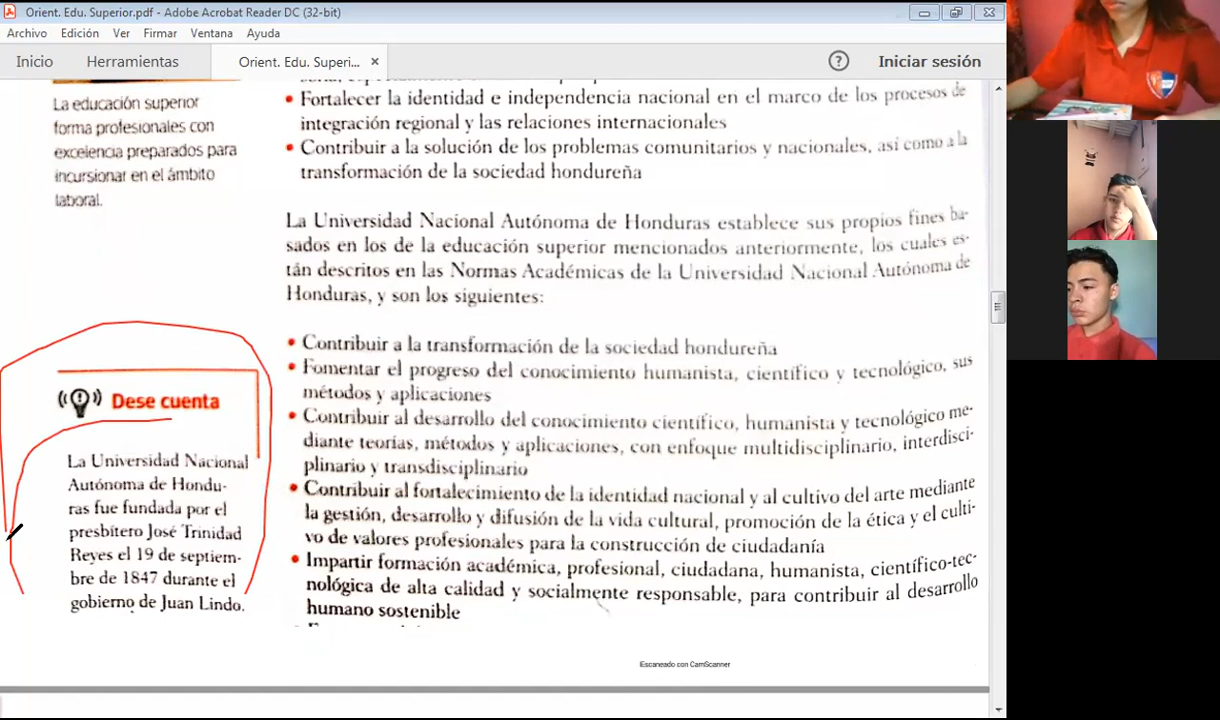 Orient. Edu. Superior.pdf - Adobe Acrobat Reader DC (32-bit)
Archivo Edición Ver Firmar Ventana Ayuda
Inicio Herramientas Orient. Edu. Superi... × ? Iniciar sesión
La educación superior
forma profesionales con
excelencia preparados para
incursionar en el ámbito
laboral.
• Fortalecer la identidad e independencia nacional en el marco de los procesos de
integración regional y las relaciones internacionales
• Contribuir a la solución de los problemas comunitarios y nacionales, así como a la
transformación de la sociedad hondureña
La Universidad Nacional Autónoma de Honduras establece sus propios fines ba-
sados en los de la educación superior mencionados anteriormente, los cuales es-
tán descritos en las Normas Académicas de la Universidad Nacional Autónoma de
Honduras, y son los siguientes:
• Contribuir a la transformación de la sociedad hondureña
• Fomentar el progreso del conocimiento humanista, científico y tecnológico, sus
métodos y aplicaciones
• Contribuir al desarrollo del conocimiento científico, humanista y tecnológico me-
diante teorías, métodos y aplicaciones, con enfoque multidisciplinario, interdisci-
plinario y transdisciplinario
• Contribuir al fortalecimiento de la identidad nacional y al cultivo del arte mediante
la gestión, desarrollo y difusión de la vida cultural, promoción de la ética y el culti-
vo de valores profesionales para la construcción de ciudadanía
• Impartir formación académica, profesional, ciudadana, humanista, científico-tec-
nológica de alta calidad y socialmente responsable, para contribuir al desarrollo
humano sostenible
Dese cuenta
La Universidad Nacional
Autónoma de Hondu-
ras fue fundada por el
presbítero José Trinidad
Reyes el 19 de septiem-
bre de 1847 durante el
gobierno de Juan Lindo.
Escaneado con CamScanner